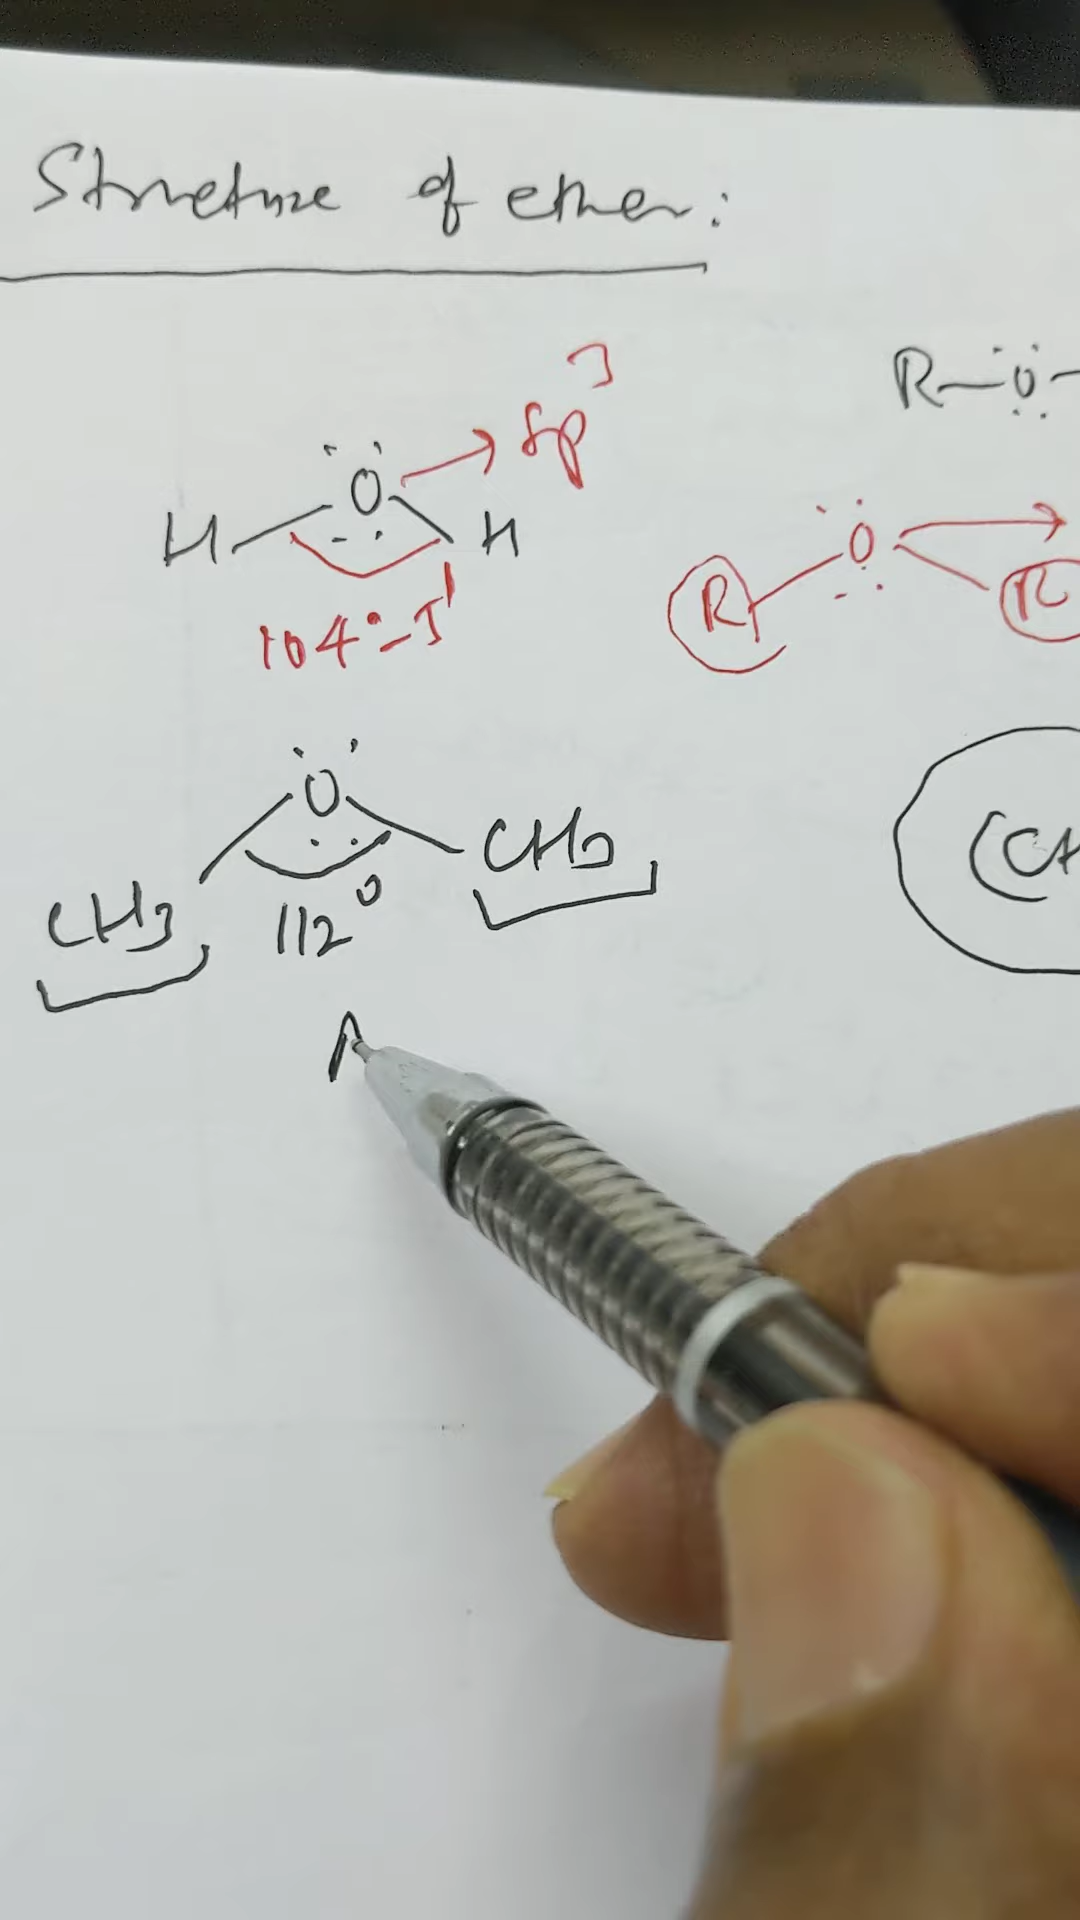 Structure of ether:
sp³
R—O—
H O H
O
R R
104°-5'
O
CH3 CH3
112°
(CH